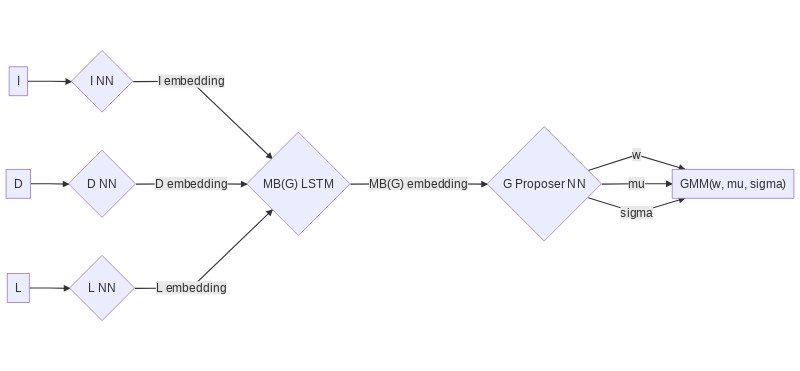 I
I NN
I embedding
D
D NN
D embedding
L
L NN
L embedding
MB(G) LSTM
MB(G) embedding
G Proposer NN
w
mu
sigma
GMM(w, mu, sigma)